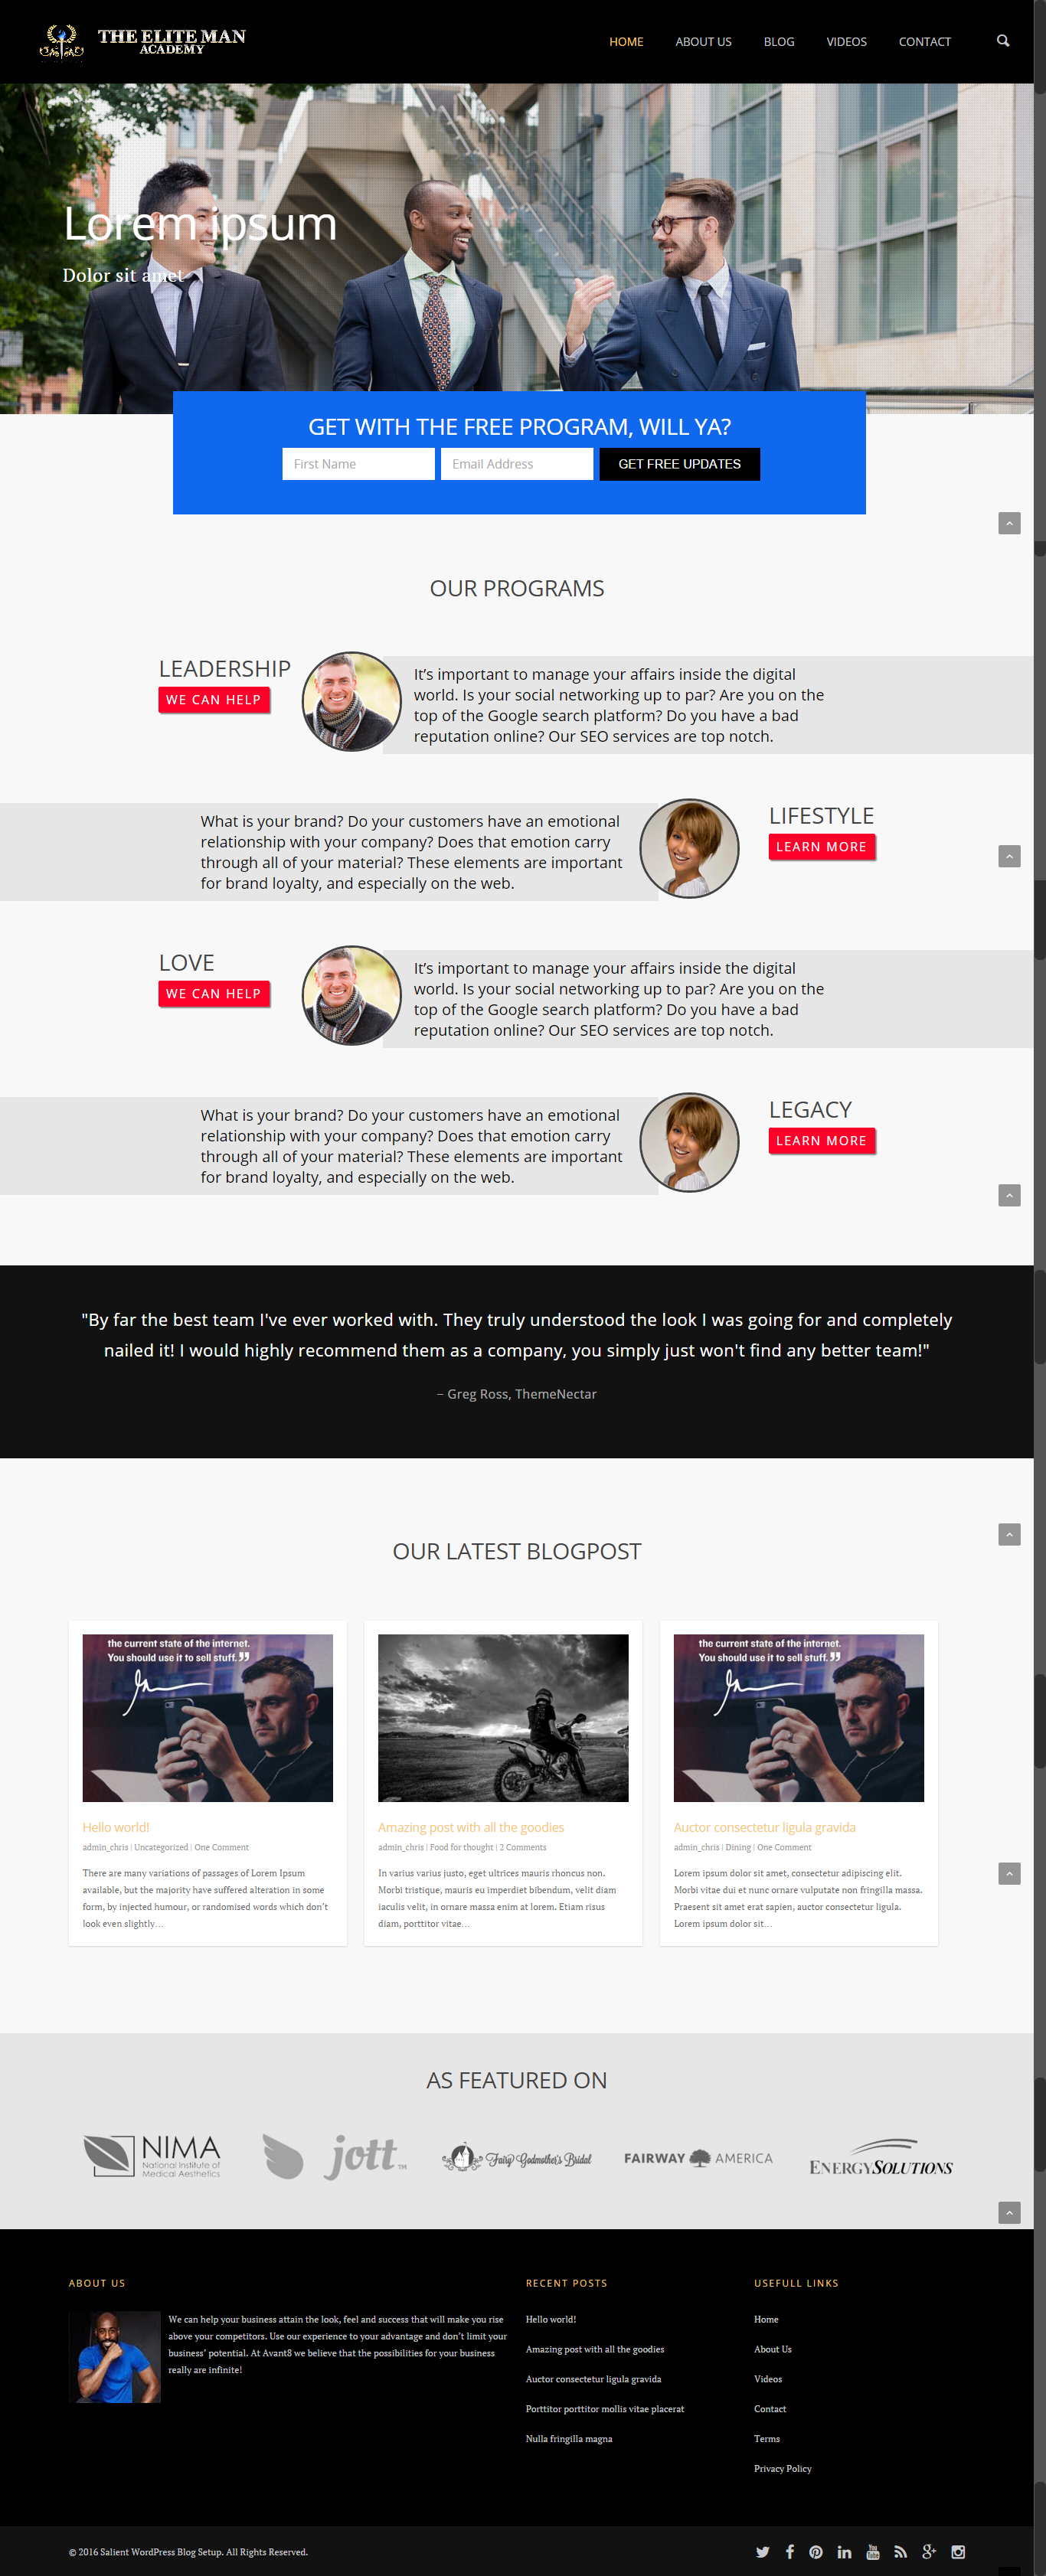 THE ELITE MAN
ACADEMY
HOME
ABOUT US
BLOG
VIDEOS
CONTACT
Lorem ipsum
Dolor sit amet
GET WITH THE FREE PROGRAM, WILL YA?
First Name
Email Address
GET FREE UPDATES
OUR PROGRAMS
LEADERSHIP
WE CAN HELP
It’s important to manage your affairs inside the digital
world. Is your social networking up to par? Are you on the
top of the Google search platform? Do you have a bad
reputation online? Our SEO services are top notch.
What is your brand? Do your customers have an emotional
relationship with your company? Does that emotion carry
through all of your material? These elements are important
for brand loyalty, and especially on the web.
LIFESTYLE
LEARN MORE
LOVE
WE CAN HELP
It’s important to manage your affairs inside the digital
world. Is your social networking up to par? Are you on the
top of the Google search platform? Do you have a bad
reputation online? Our SEO services are top notch.
What is your brand? Do your customers have an emotional
relationship with your company? Does that emotion carry
through all of your material? These elements are important
for brand loyalty, and especially on the web.
LEGACY
LEARN MORE
"By far the best team I've ever worked with. They truly understood the look I was going for and completely
nailed it! I would highly recommend them as a company, you simply just won't find any better team!"
– Greg Ross, ThemeNectar
OUR LATEST BLOGPOST
the current state of the internet.
You should use it to sell stuff.”
Hello world!
admin_chris | Uncategorized | One Comment
There are many variations of passages of Lorem Ipsum
available, but the majority have suffered alteration in some
form, by injected humour, or randomised words which don’t
look even slightly…
Amazing post with all the goodies
admin_chris | Food for thought | 2 Comments
In varius varius justo, eget ultrices mauris rhoncus non.
Morbi tristique, mauris eu imperdiet bibendum, velit diam
iaculis velit, in ornare massa enim at lorem. Etiam risus
diam, porttitor vitae…
the current state of the internet.
You should use it to sell stuff.”
Auctor consectetur ligula gravida
admin_chris | Dining | One Comment
Lorem ipsum dolor sit amet, consectetur adipiscing elit.
Morbi vitae dui et nunc ornare vulputate non fringilla massa.
Praesent sit amet erat sapien, auctor consectetur ligula.
Lorem ipsum dolor sit…
AS FEATURED ON
NIMA
National Institute of
Medical Aesthetics
jott™
Fairy Godmother's Bridal
FAIRWAY AMERICA
ENERGYSOLUTIONS
ABOUT US
We can help your business attain the look, feel and success that will make you rise
above your competitors. Use our experience to your advantage and don’t limit your
business’ potential. At Avant8 we believe that the possibilities for your business
really are infinite!
RECENT POSTS
Hello world!
Amazing post with all the goodies
Auctor consectetur ligula gravida
Porttitor porttitor mollis vitae placerat
Nulla fringilla magna
USEFULL LINKS
Home
About Us
Videos
Contact
Terms
Privacy Policy
© 2016 Salient WordPress Blog Setup. All Rights Reserved.